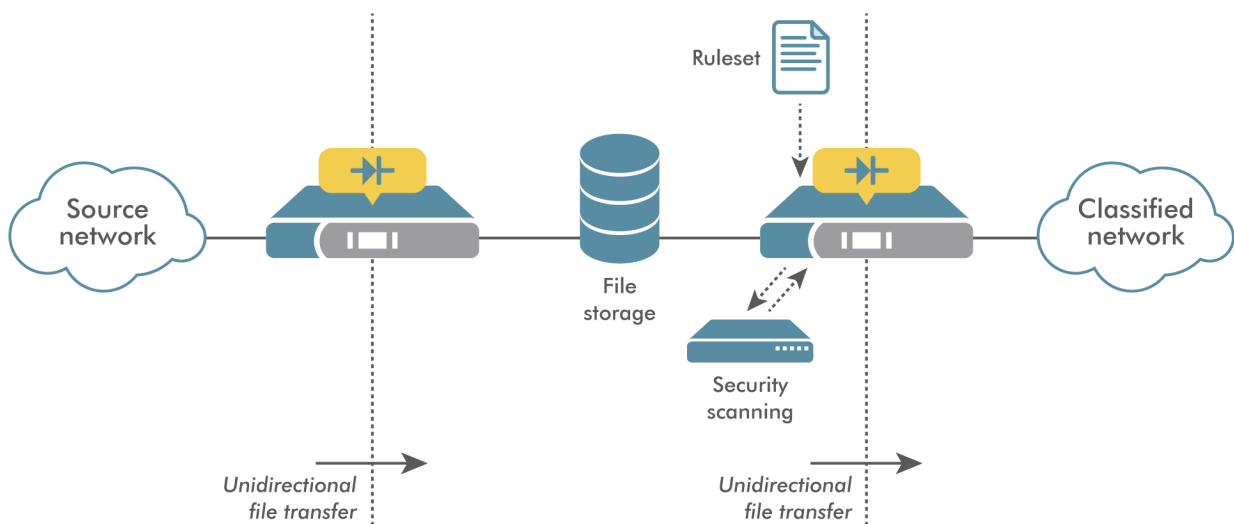 Ruleset
Source
network
Classified
network
File
storage
Security
scanning
Unidirectional
file transfer
Unidirectional
file transfer